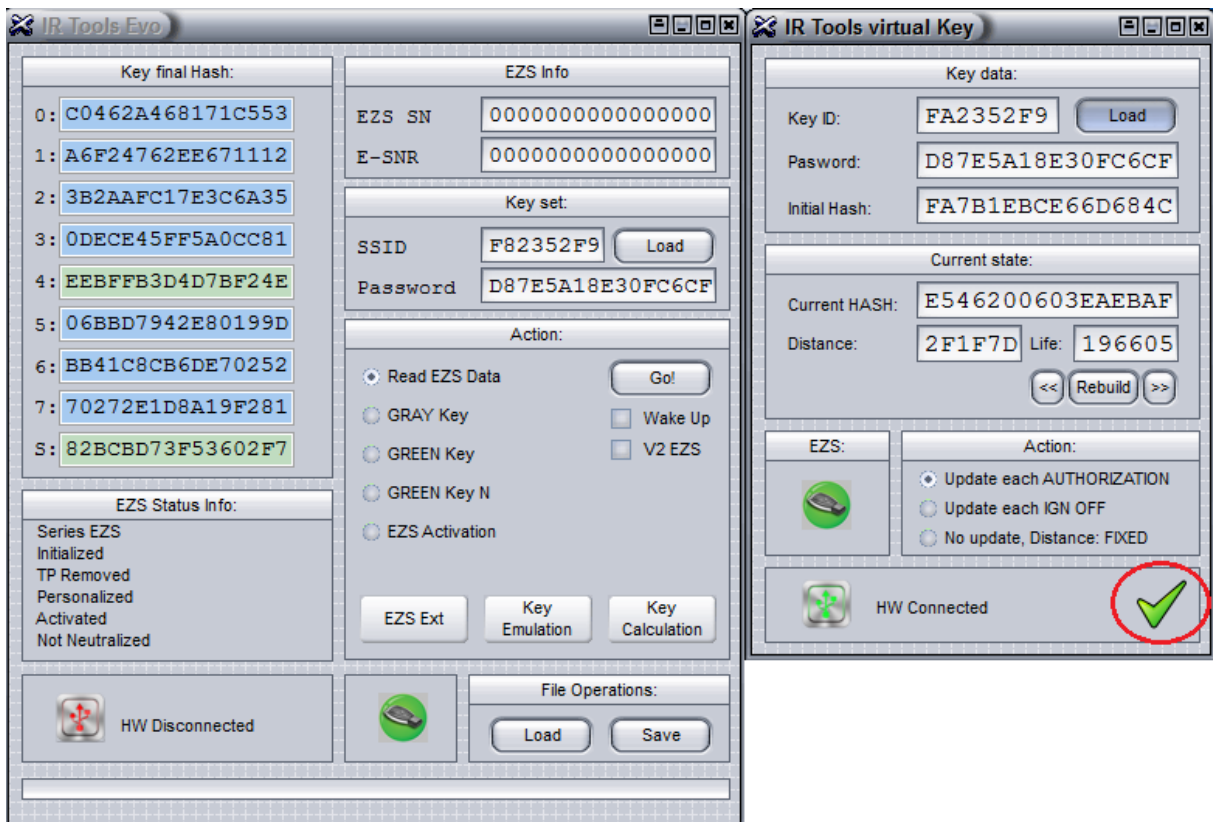 IR Tools Evo
Key final Hash:
0: C0462A468171C553
1: A6F24762EE671112
2: 3B2AAFC17E3C6A35
3: 0DECE45FF5A0CC81
4: EEBFFB3D4D7BF24E
5: 06BBD7942E80199D
6: BB41C8CB6DE70252
7: 70272E1D8A19F281
S: 82BCBD73F53602F7
EZS Status Info:
Series EZS
Initialized
TP Removed
Personalized
Activated
Not Neutralized
HW Disconnected
EZS Info
EZS SN 0000000000000000
E-SNR 0000000000000000
Key set:
SSID F82352F9 Load
Password D87E5A18E30FC6CF
Action:
Read EZS Data Go!
GRAY Key Wake Up
GREEN Key V2 EZS
GREEN Key N
EZS Activation
EZS Ext
Key
Emulation
Key
Calculation
File Operations:
Load Save
IR Tools virtual Key
Key data:
Key ID: FA2352F9 Load
Pasword: D87E5A18E30FC6CF
Initial Hash: FA7B1EBCE66D684C
Current state:
Current HASH: E546200603EAEBAF
Distance: 2F1F7D Life: 196605
<< Rebuild >>
EZS:
Action:
Update each AUTHORIZATION
Update each IGN OFF
No update, Distance: FIXED
HW Connected